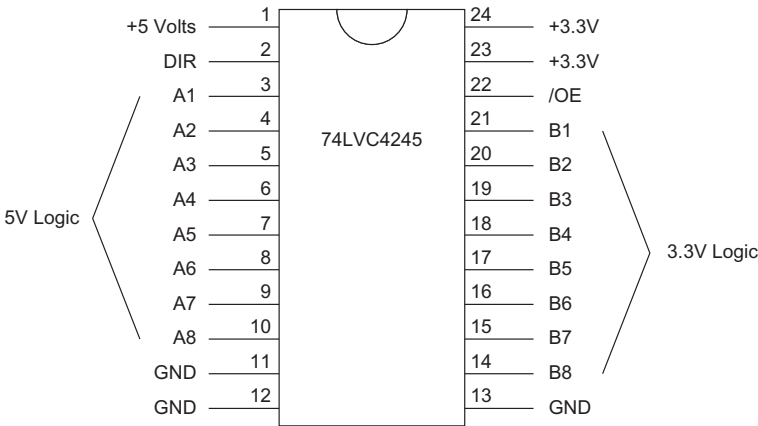 +5 Volts 1 24 +3.3V
DIR 2 23 +3.3V
A1 3 22 /OE
A2 4 21 B1
74LVC4245
A3 5 20 B2
A4 6 19 B3
5V Logic
A5 7 18 B4
3.3V Logic
A6 8 17 B5
A7 9 16 B6
A8 10 15 B7
GND 11 14 B8
GND 12 13 GND